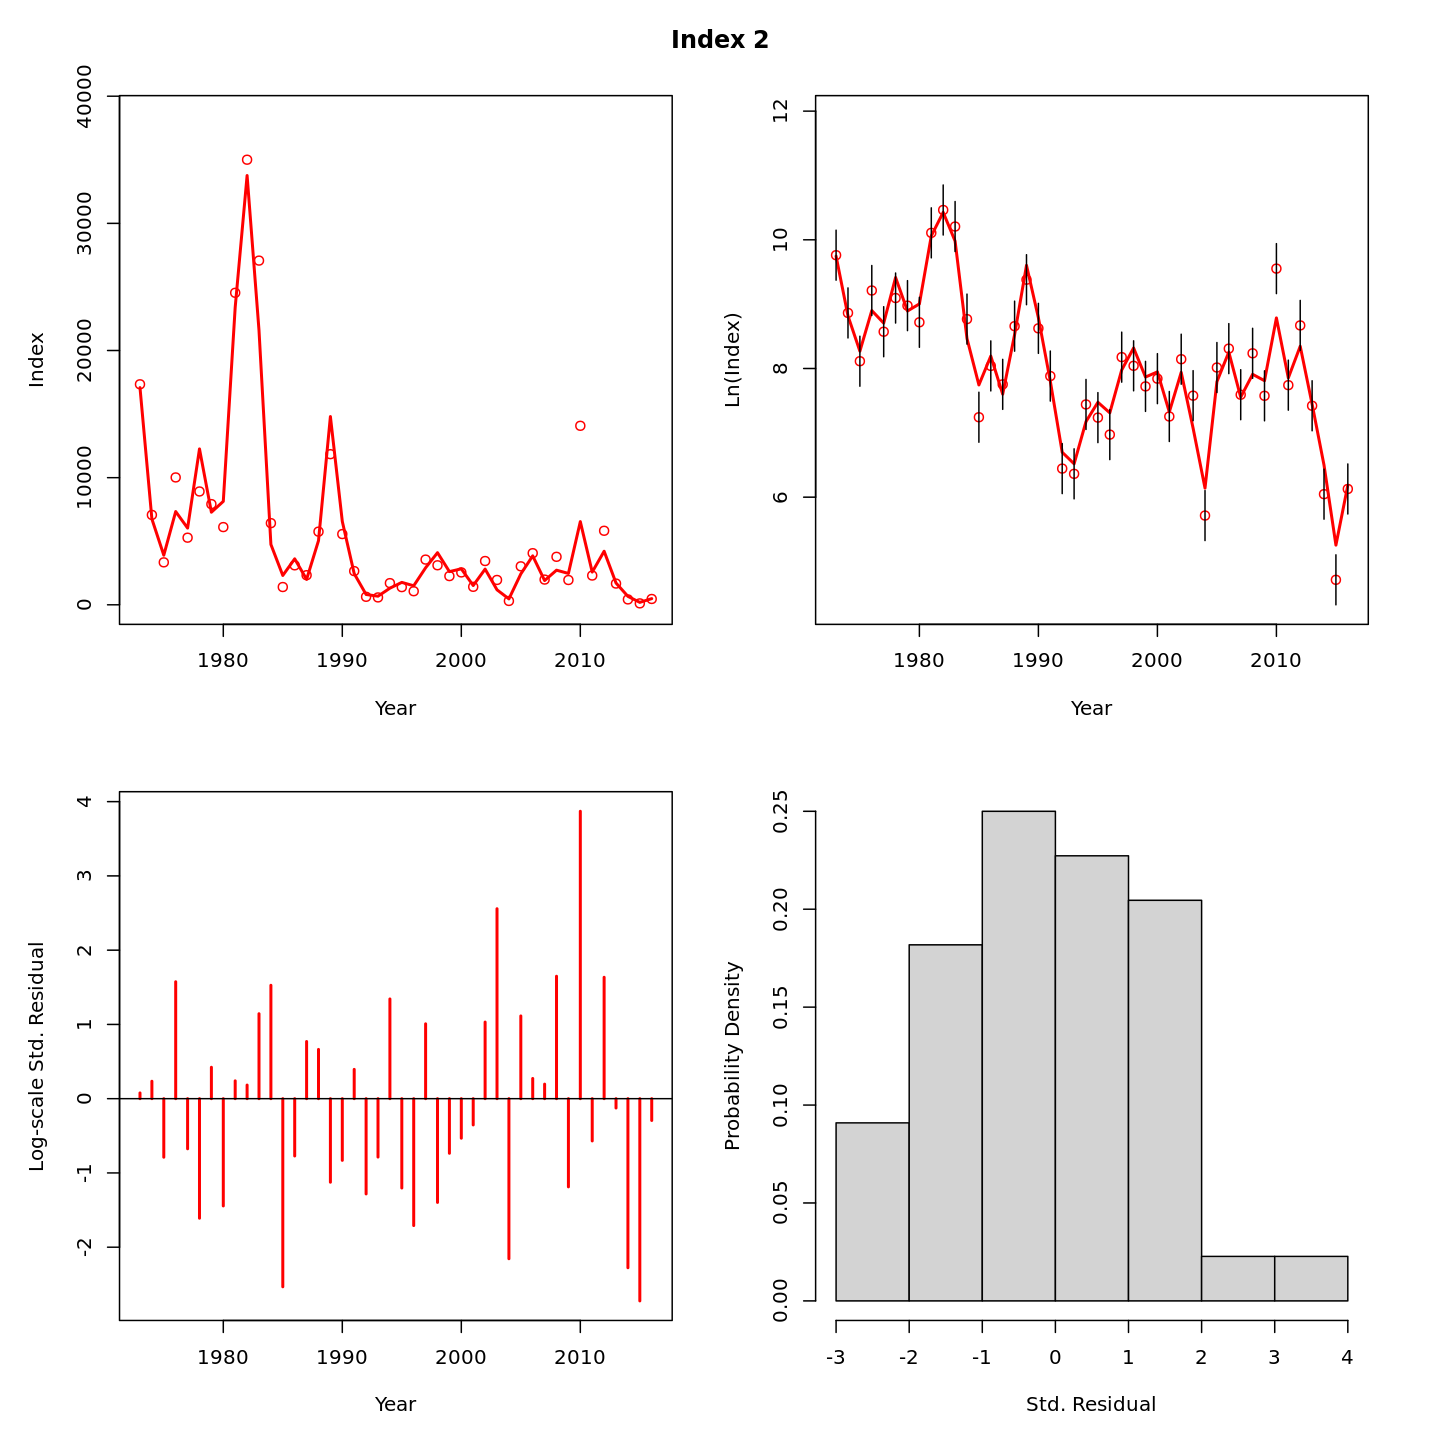 Index 2
40000
30000
20000
10000
0
Index
1980 1990 2000 2010
Year
12
10
8
6
Ln(Index)
1980 1990 2000 2010
Year
4
3
2
1
0
-1
-2
Log-scale Std. Residual
1980 1990 2000 2010
Year
0.25
0.20
0.15
0.10
0.05
0.00
Probability Density
-3 -2 -1 0 1 2 3 4
Std. Residual